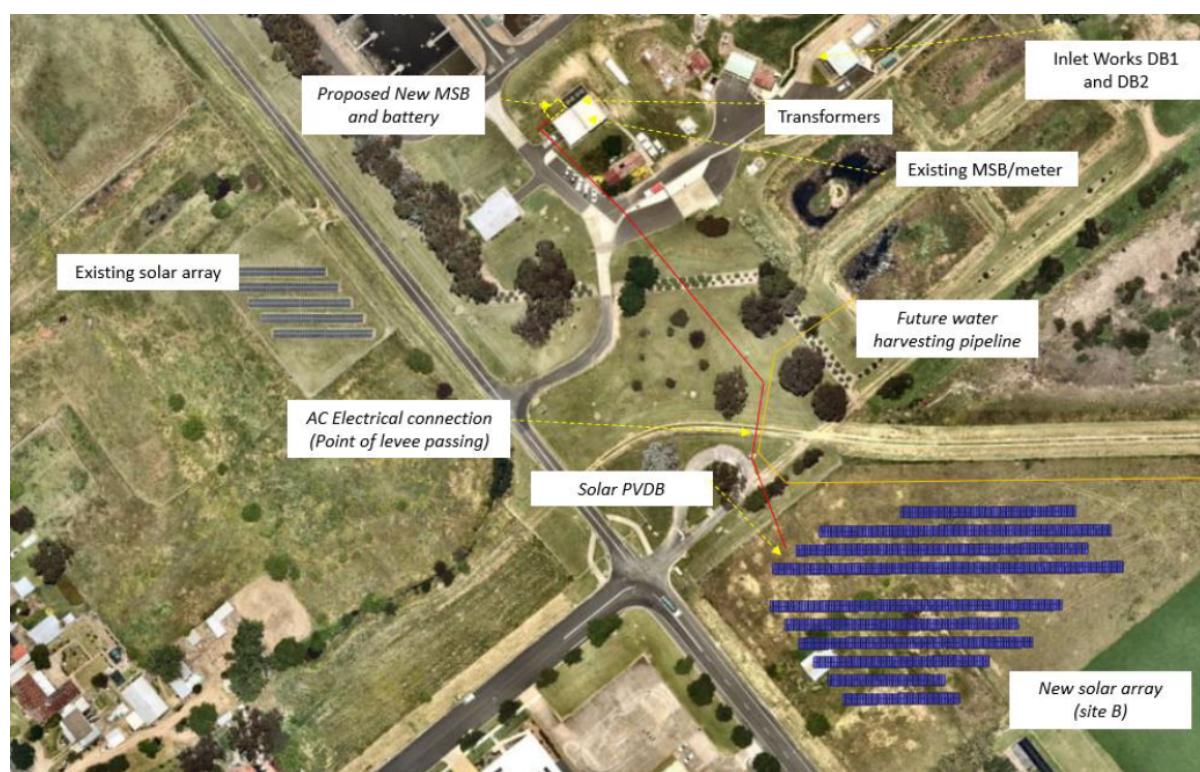 Inlet Works DB1
and DB2
Proposed New MSB
and battery
Transformers
Existing MSB/meter
Existing solar array
Future water
harvesting pipeline
AC Electrical connection
(Point of levee passing)
Solar PVDB
New solar array
(site B)